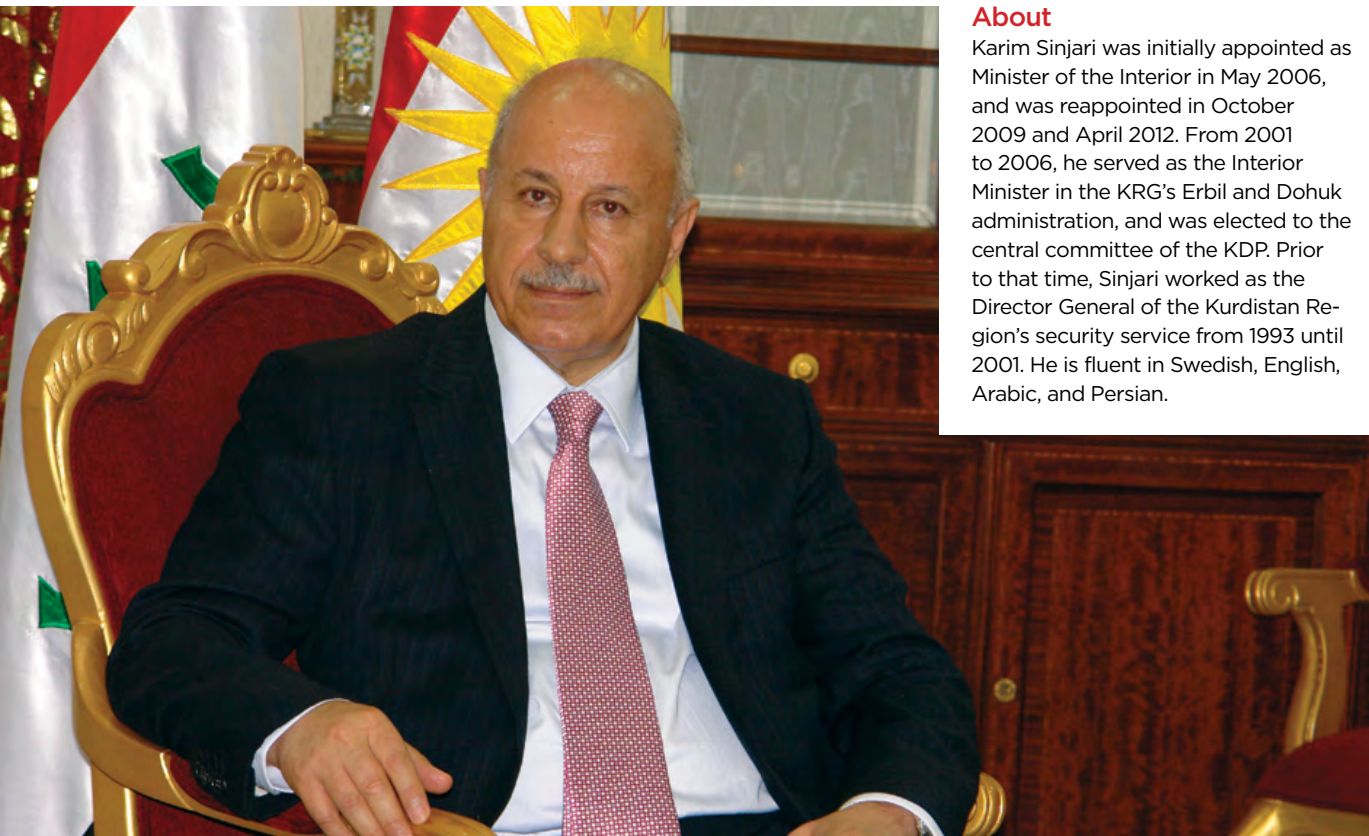 About
Karim Sinjari was initially appointed as
Minister of the Interior in May 2006,
and was reappointed in October
2009 and April 2012. From 2001
to 2006, he served as the Interior
Minister in the KRG’s Erbil and Dohuk
administration, and was elected to the
central committee of the KDP. Prior
to that time, Sinjari worked as the
Director General of the Kurdistan Re-
gion’s security service from 1993 until
2001. He is fluent in Swedish, English,
Arabic, and Persian.